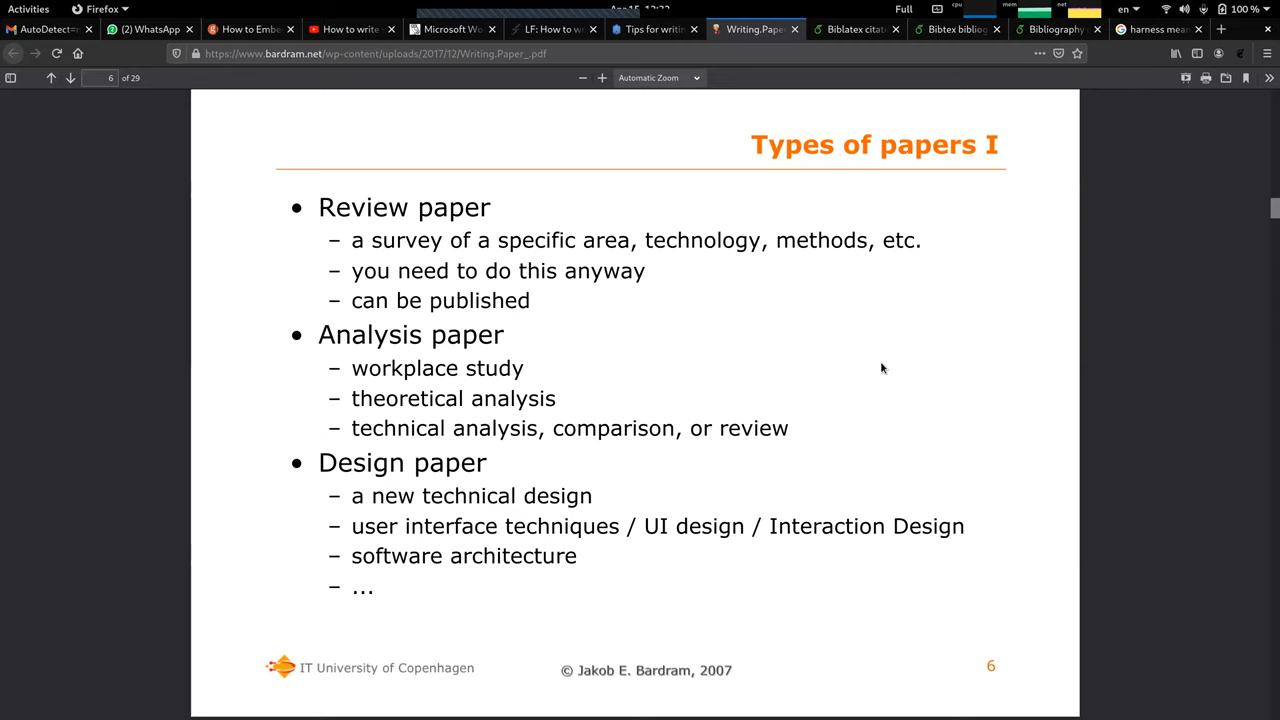 Activities
Firefox
Full
cpu
mem
net
en
100 %
AutoDetect=
(2) WhatsApp
How to Embe
How to write
Microsoft Wo
LF: How to w
Tips for writin
Writing.Paper
Biblatex citat
Bibtex bibliog
Bibliography
harness mean
https://www.bardram.net/wp-content/uploads/2017/12/Writing.Paper_.pdf
6 of 29
Automatic Zoom
Types of papers I
• Review paper
– a survey of a specific area, technology, methods, etc.
– you need to do this anyway
– can be published
• Analysis paper
– workplace study
– theoretical analysis
– technical analysis, comparison, or review
• Design paper
– a new technical design
– user interface techniques / UI design / Interaction Design
– software architecture
– ...
IT University of Copenhagen
© Jakob E. Bardram, 2007
6